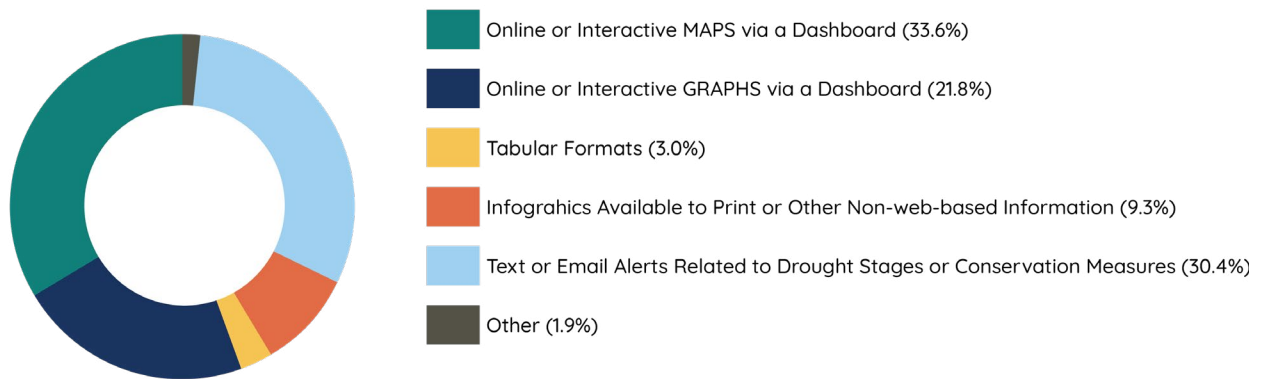 Online or Interactive MAPS via a Dashboard (33.6%)
Online or Interactive GRAPHS via a Dashboard (21.8%)
Tabular Formats (3.0%)
Infograhics Available to Print or Other Non-web-based Information (9.3%)
Text or Email Alerts Related to Drought Stages or Conservation Measures (30.4%)
Other (1.9%)